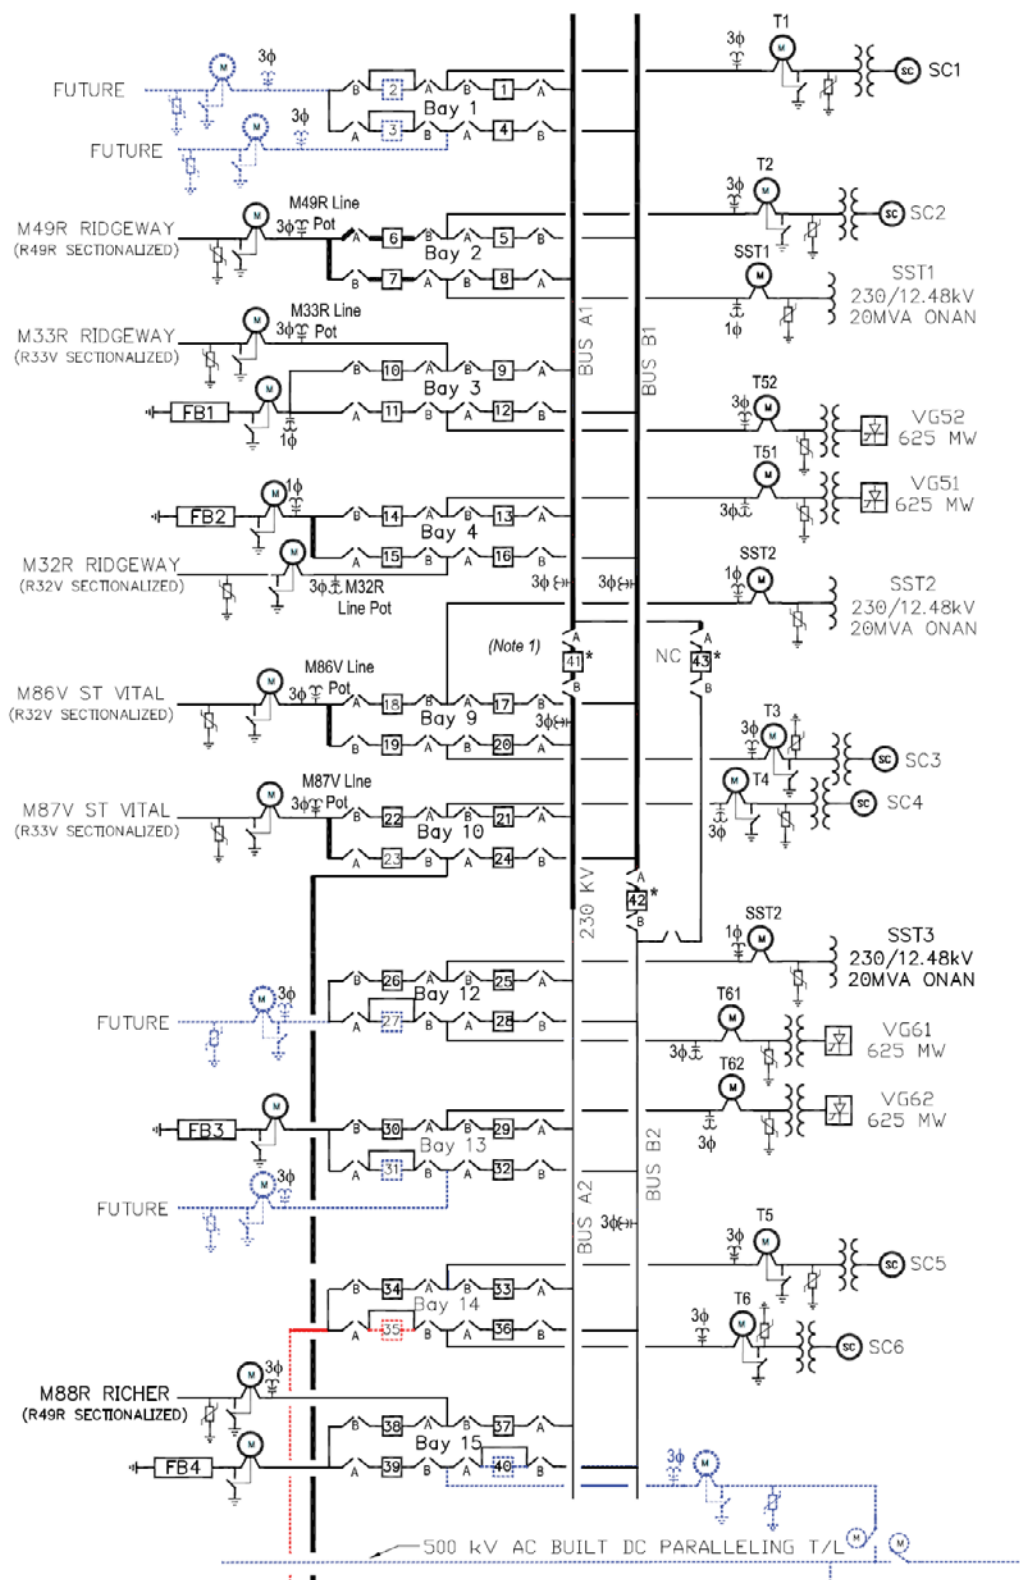 T1
3ϕ
M
SC SC1
3ϕ
M
FUTURE
B 2 A B 1 A
Bay 1
3ϕ
M
FUTURE
A 3 B A 4 B
T2
3ϕ
M
SC SC2
M49R Line
Pot
M
3ϕ
M49R RIDGEWAY
(R49R SECTIONALIZED)
A 6 B A 5 B
Bay 2
B 7 A B 8 A
SST1
M
1ϕ
SST1
230/12.48kV
20MVA ONAN
M33R Line
Pot
M
3ϕ
M33R RIDGEWAY
(R33V SECTIONALIZED)
B 10 A B 9 A
Bay 3
M
FB1
1ϕ
A 11 B A 12 B
BUS A1
BUS B1
T52
3ϕ
M
VG52
625 MW
T51
M
3ϕ
VG51
625 MW
M
1ϕ
FB2
B 14 A B 13 A
Bay 4
A 15 B A 16 B
M
M32R RIDGEWAY
(R32V SECTIONALIZED)
3ϕ
M32R
Line Pot
3ϕ
3ϕ
SST2
1ϕ
M
SST2
230/12.48kV
20MVA ONAN
(Note 1)
A
41 *
B
NC
A
43 *
B
3ϕ
M86V Line
Pot
M
3ϕ
M86V ST VITAL
(R32V SECTIONALIZED)
A 18 B A 17 B
Bay 9
B 19 A B 20 A
T3
3ϕ
M
SC SC3
M T4
3ϕ
SC SC4
M87V Line
Pot
M
3ϕ
M87V ST VITAL
(R33V SECTIONALIZED)
B 22 A B 21 A
Bay 10
A 23 B A 24 B
230 KV
A
42 *
B
SST2
1ϕ
M
SST3
230/12.48kV
20MVA ONAN
B 26 A B 25 A
Bay 12
M
3ϕ
FUTURE
A 27 B A 28 B
T61
M
3ϕ
VG61
625 MW
T62
M
3ϕ
VG62
625 MW
M
FB3
B 30 A B 29 A
Bay 13
A 31 B A 32 B
M
3ϕ
FUTURE
BUS A2
BUS B2
3ϕ
T5
3ϕ
M
SC SC5
B 34 A B 33 A
Bay 14
A 35 B A 36 B
T6
3ϕ
M
SC SC6
M
3ϕ
M88R RICHER
(R49R SECTIONALIZED)
B 38 A B 37 A
Bay 15
M
FB4
A 39 B A 40 B
3ϕ
M
500 kV AC BUILT DC PARALLELING T/L
M
M